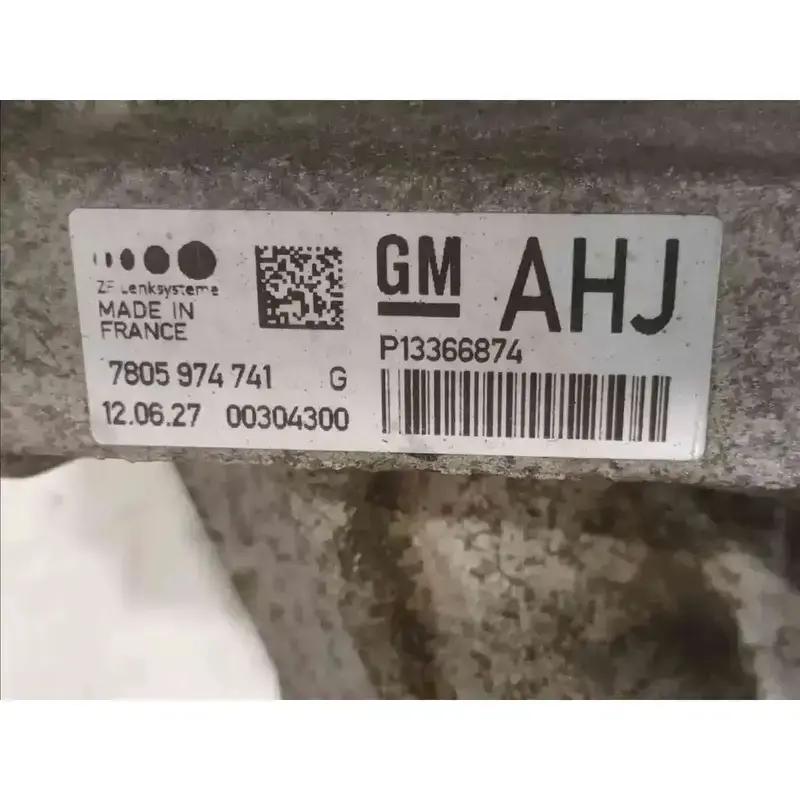 ZF Lenksysteme
MADE IN
FRANCE
7805 974 741 G
12.06.27 00304300
GM AHJ
P13366874